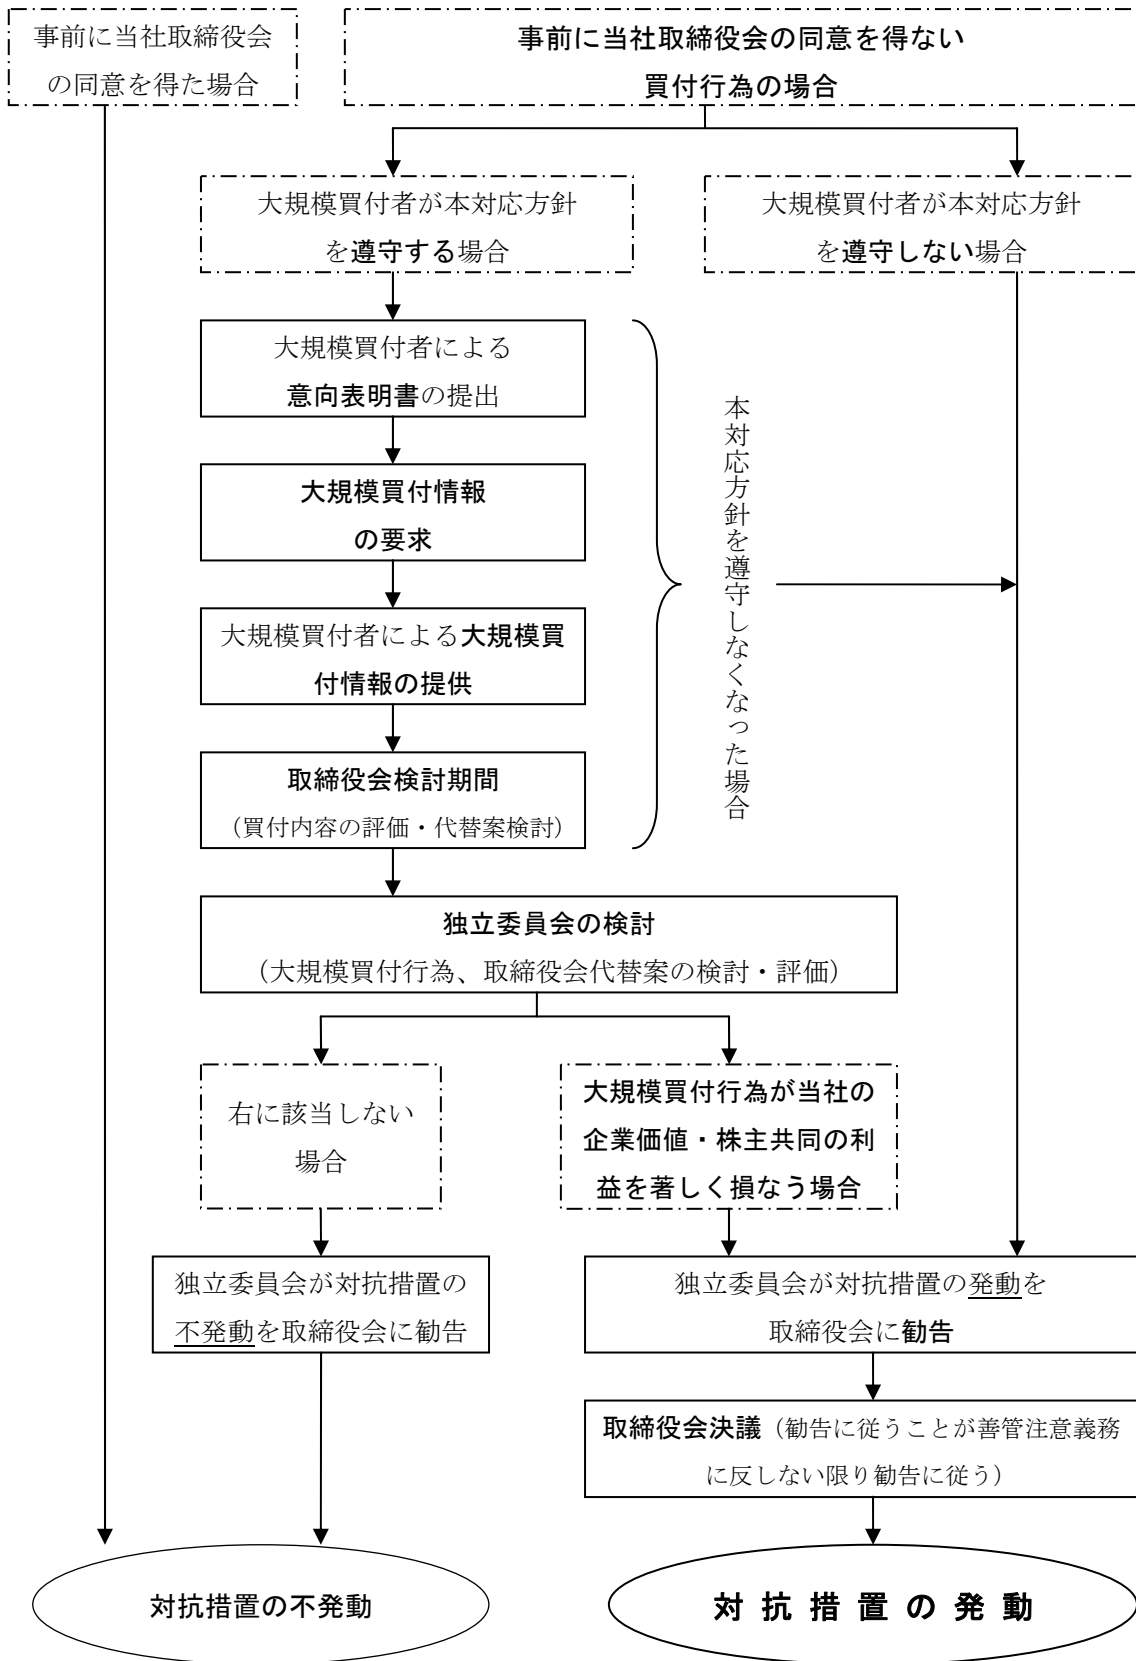 事前に当社取締役会
の同意を得た場合
事前に当社取締役会の同意を得ない
買付行為の場合
大規模買付者が本対応方針
を遵守する場合
大規模買付者が本対応方針
を遵守しない場合
大規模買付者による
意向表明書の提出
大規模買付情報
の要求
大規模買付者による大規模買
付情報の提供
取締役会検討期間
（買付内容の評価・代替案検討）
本対応方針を遵守しなくなった場合
独立委員会の検討
（大規模買付行為、取締役会代替案の検討・評価）
右に該当しない
場合
大規模買付行為が当社の
企業価値・株主共同の利
益を著しく損なう場合
独立委員会が対抗措置の
不発動を取締役会に勧告
独立委員会が対抗措置の発動を
取締役会に勧告
取締役会決議（勧告に従うことが善管注意義務
に反しない限り勧告に従う）
対抗措置の不発動
対抗措置の発動